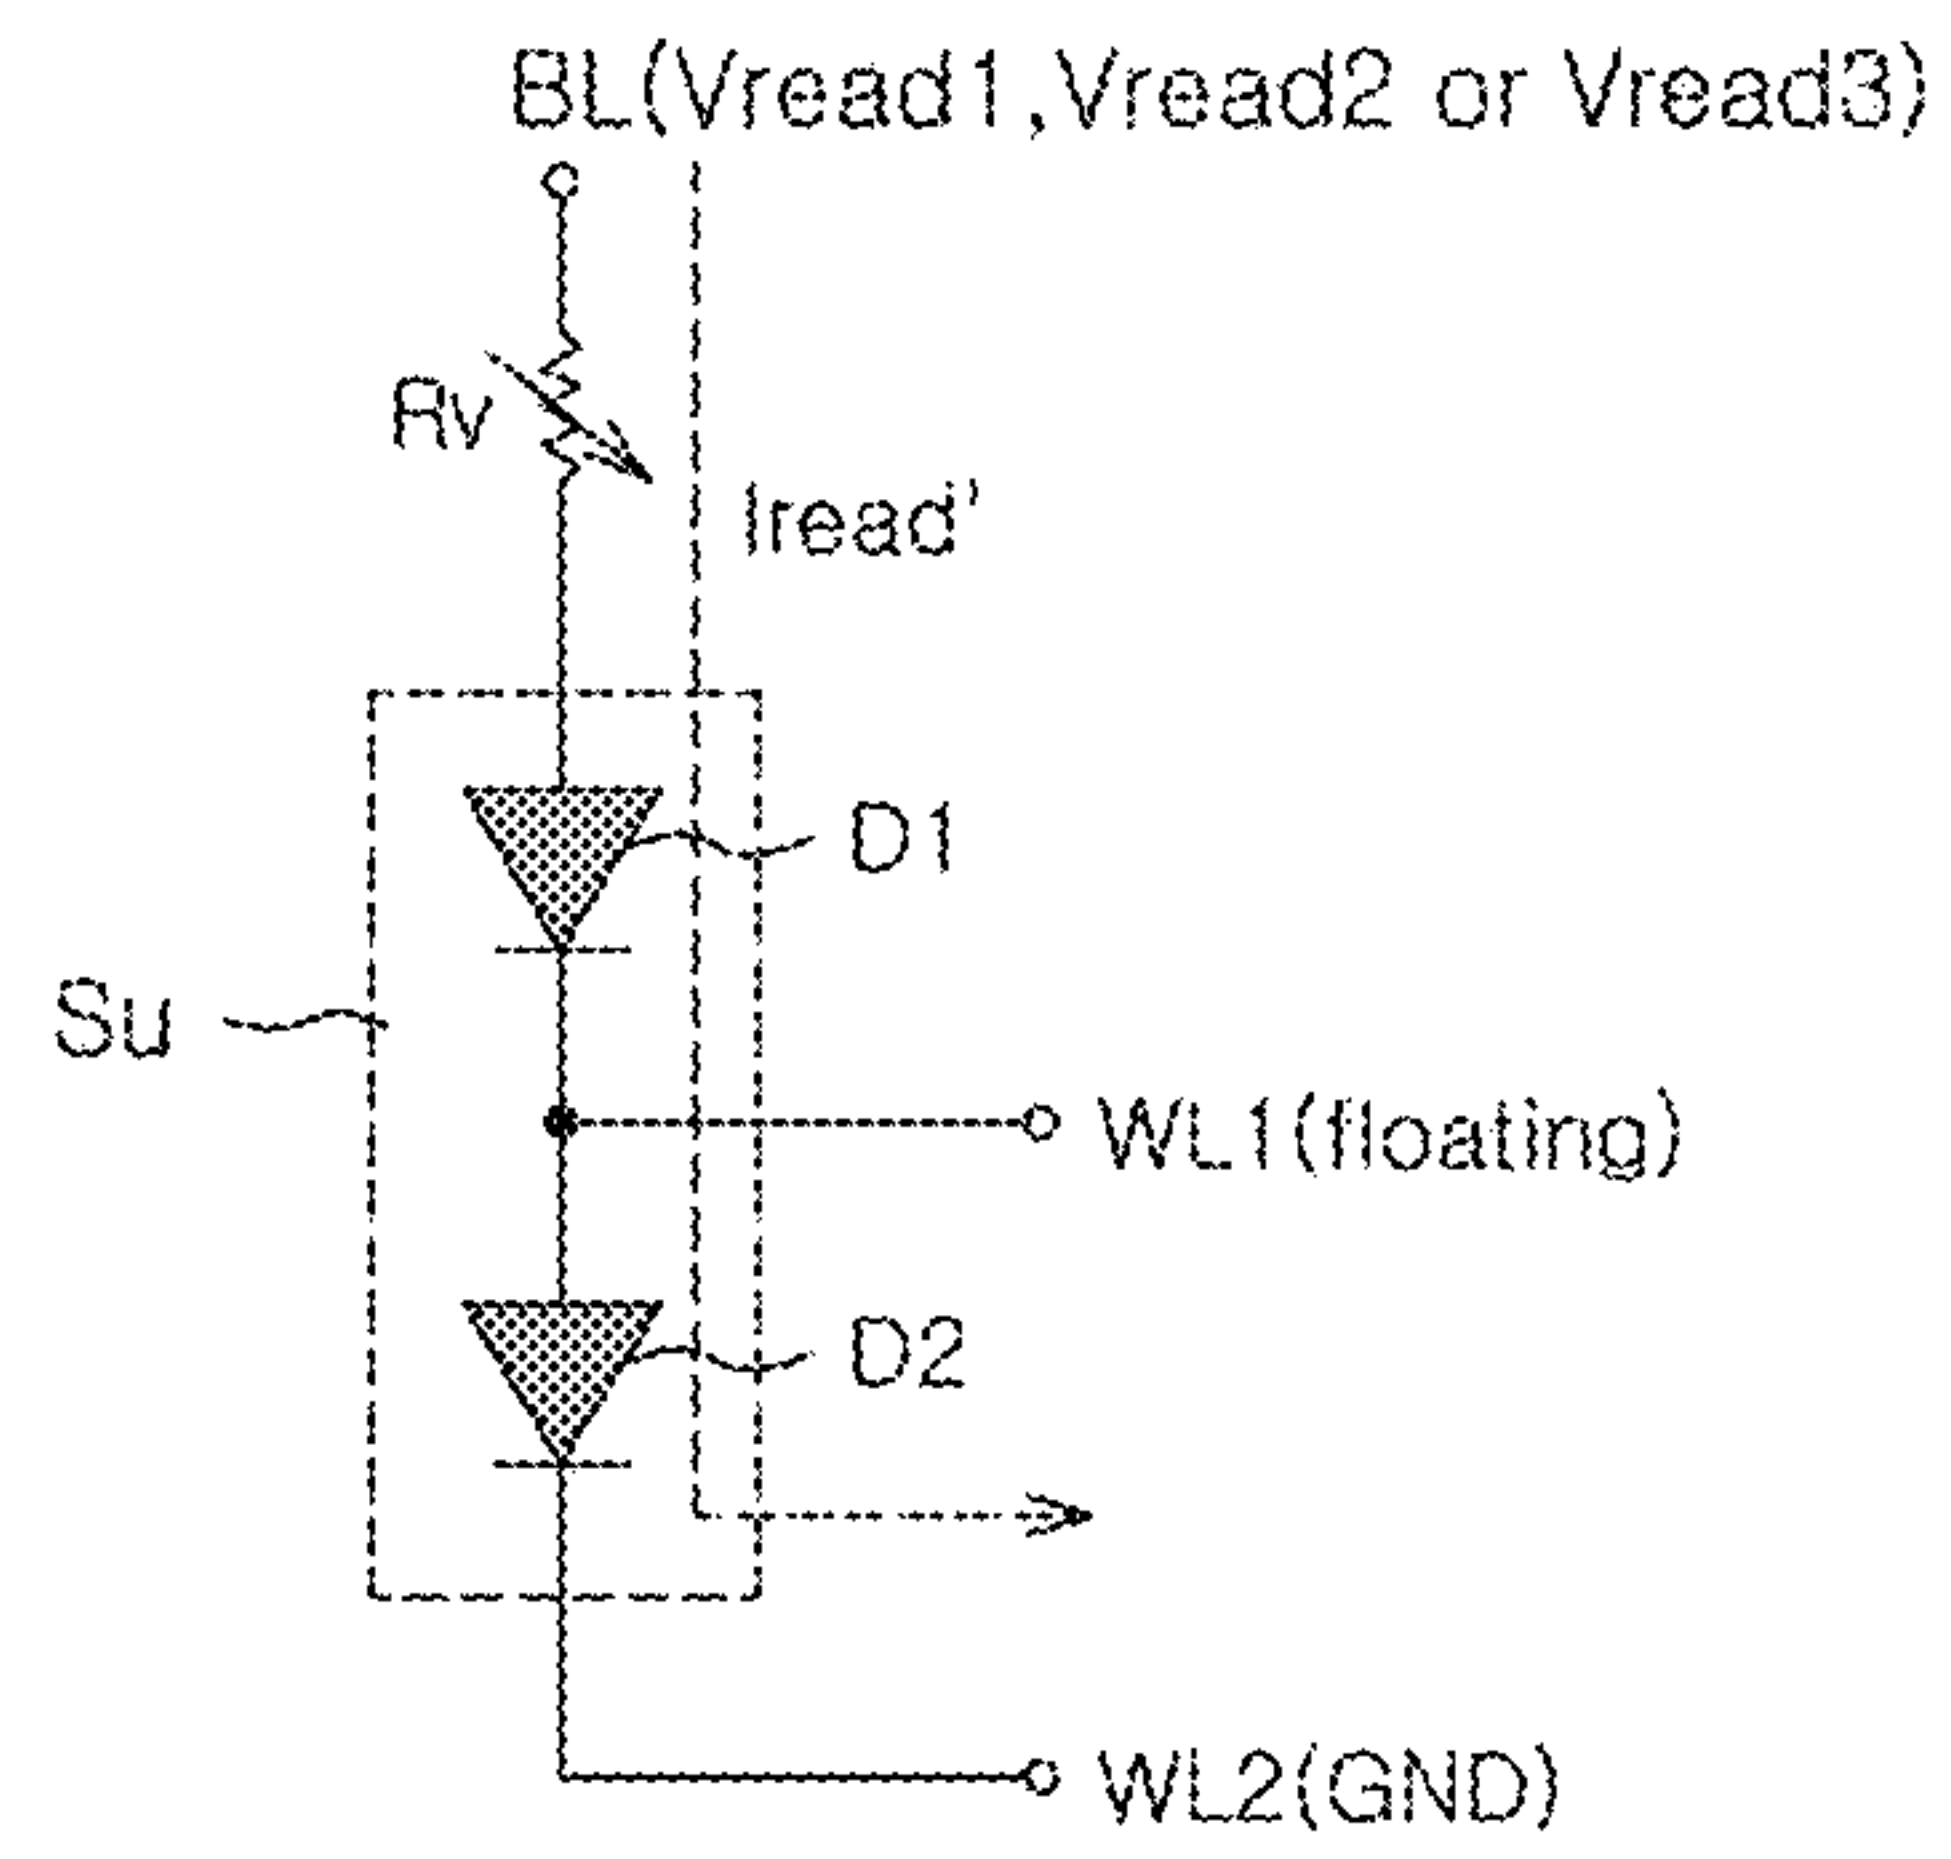 BL(Vread1,Vread2 or Vread3)
Rv
Iread'
D1
Su
WL1(floating)
D2
WL2(GND)